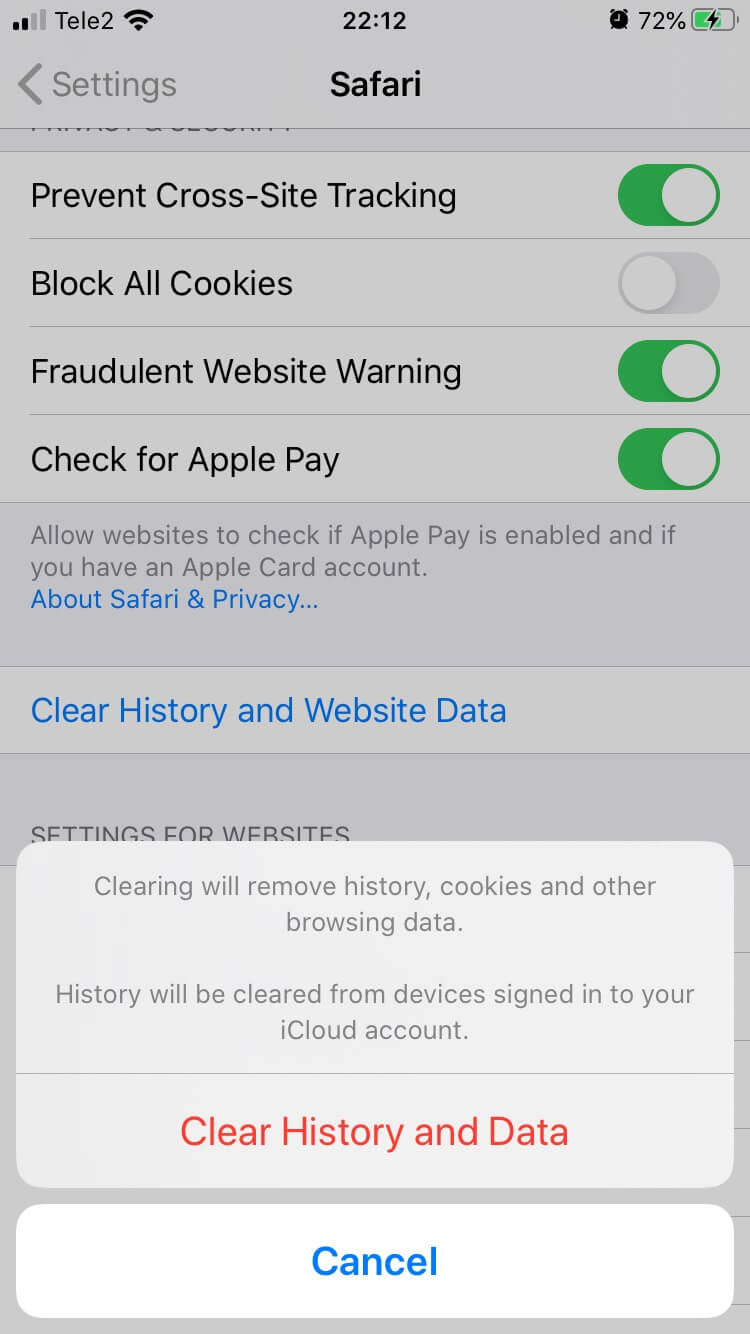 Tele2 22:12 72%
Settings Safari
PRIVACY & SECURITY
Prevent Cross-Site Tracking
Block All Cookies
Fraudulent Website Warning
Check for Apple Pay
Allow websites to check if Apple Pay is enabled and if
you have an Apple Card account.
About Safari & Privacy...
Clear History and Website Data
SETTINGS FOR WEBSITES
Clearing will remove history, cookies and other
browsing data.
History will be cleared from devices signed in to your
iCloud account.
Clear History and Data
Cancel